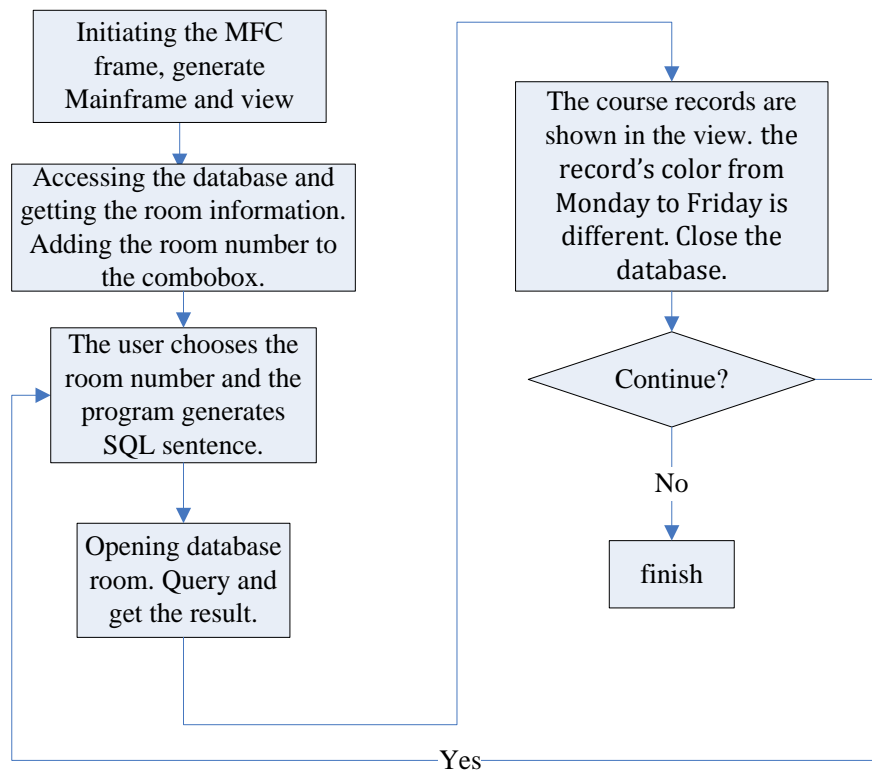 Initiating the MFC
frame, generate
Mainframe and view
Accessing the database and
getting the room information.
Adding the room number to
the combobox.
The user chooses the
room number and the
program generates
SQL sentence.
Opening database
room. Query and
get the result.
The course records are
shown in the view. the
record’s color from
Monday to Friday is
different. Close the
database.
Continue?
No
finish
Yes